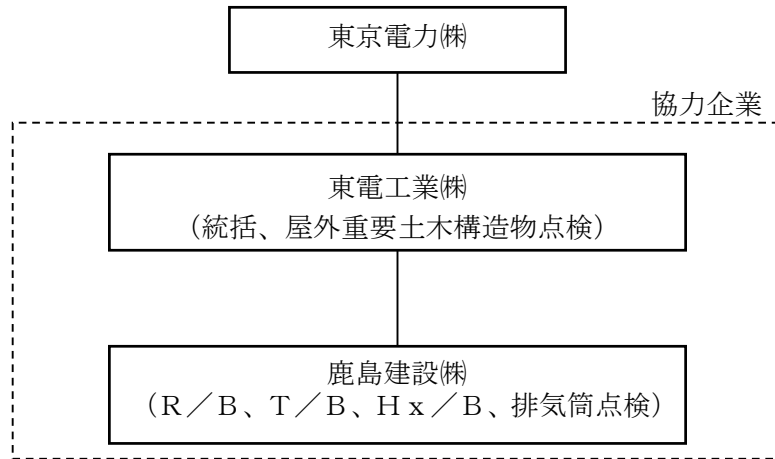 東京電力㈱
協力企業
東電工業㈱
（統括、屋外重要土木構造物点検）
鹿島建設㈱
（Ｒ／Ｂ、Ｔ／Ｂ、Ｈｘ／Ｂ、排気筒点検）